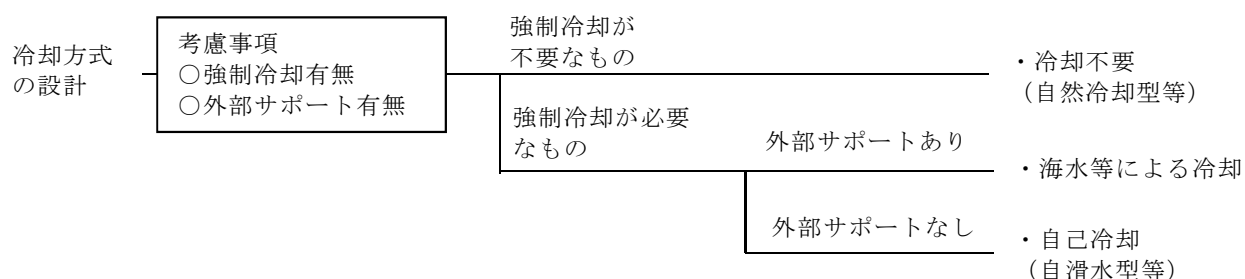 冷却方式
の設計
考慮事項
○強制冷却有無
○外部サポート有無
強制冷却が
不要なもの
・冷却不要
（自然冷却型等）
強制冷却が必要
なもの
外部サポートあり
・海水等による冷却
外部サポートなし
・自己冷却
（自滑水型等）